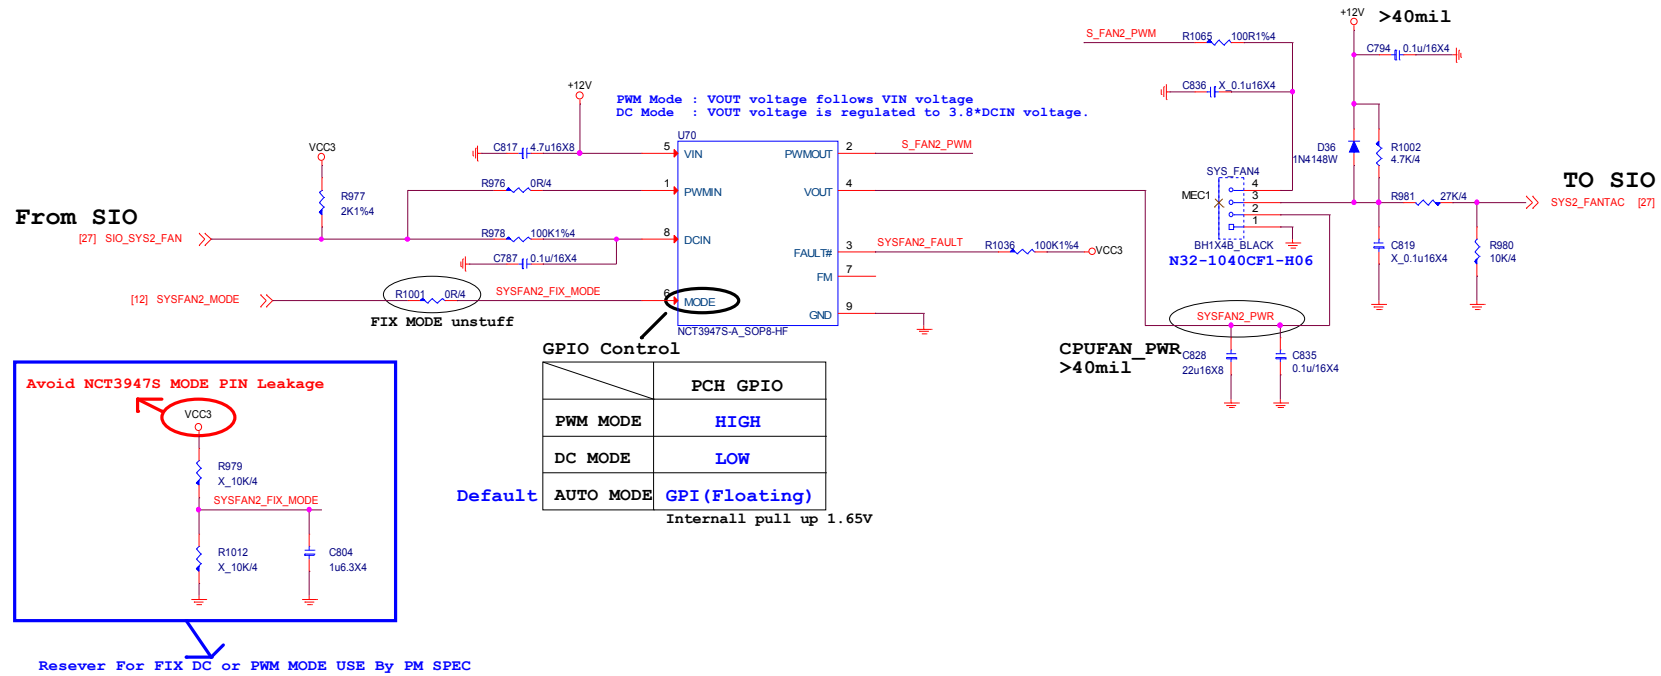 +12V
>40mil
S_FAN2_PWM
R1065
100R1%4
C794
0.1u/16X4
+12V
C836
X_0.1u16X4
PWM Mode : VOUT voltage follows VIN voltage
DC Mode : VOUT voltage is regulated to 3.8*DCIN voltage.
U70
VCC3
C817
4.7u16X8
5
VIN
PWMOUT
2
S_FAN2_PWM
D36
1N4148W
R1002
4.7K/4
SYS_FAN4
MEC1
4
3
2
1
R976
0R/4
1
PWMIN
VOUT
4
R977
2K1%4
From SIO
TO SIO
R981
27K/4
SYS2_FANTAC [27]
[27] SIO_SYS2_FAN
R978
100K1%4
8
DCIN
C787
0.1u/16X4
FAULT#
3
SYSFAN2_FAULT
R1036
100K1%4
VCC3
BH1X4B_BLACK
N32-1040CF1-H06
C819
X_0.1u16X4
R980
10K/4
FM
7
[12] SYSFAN2_MODE
R1001
0R/4
SYSFAN2_FIX_MODE
6
MODE
GND
9
FIX MODE unstuff
NCT3947S-A_SOP8-HF
SYSFAN2_PWR
GPIO Control
CPUFAN_PWR
>40mil
C828
22u16X8
C835
0.1u/16X4
PCH GPIO
PWM MODE
HIGH
DC MODE
LOW
Default
AUTO MODE
GPI(Floating)
Internall pull up 1.65V
Avoid NCT3947S MODE PIN Leakage
VCC3
R979
X_10K/4
SYSFAN2_FIX_MODE
R1012
X_10K/4
C804
1u6.3X4
Resever For FIX DC or PWM MODE USE By PM SPEC